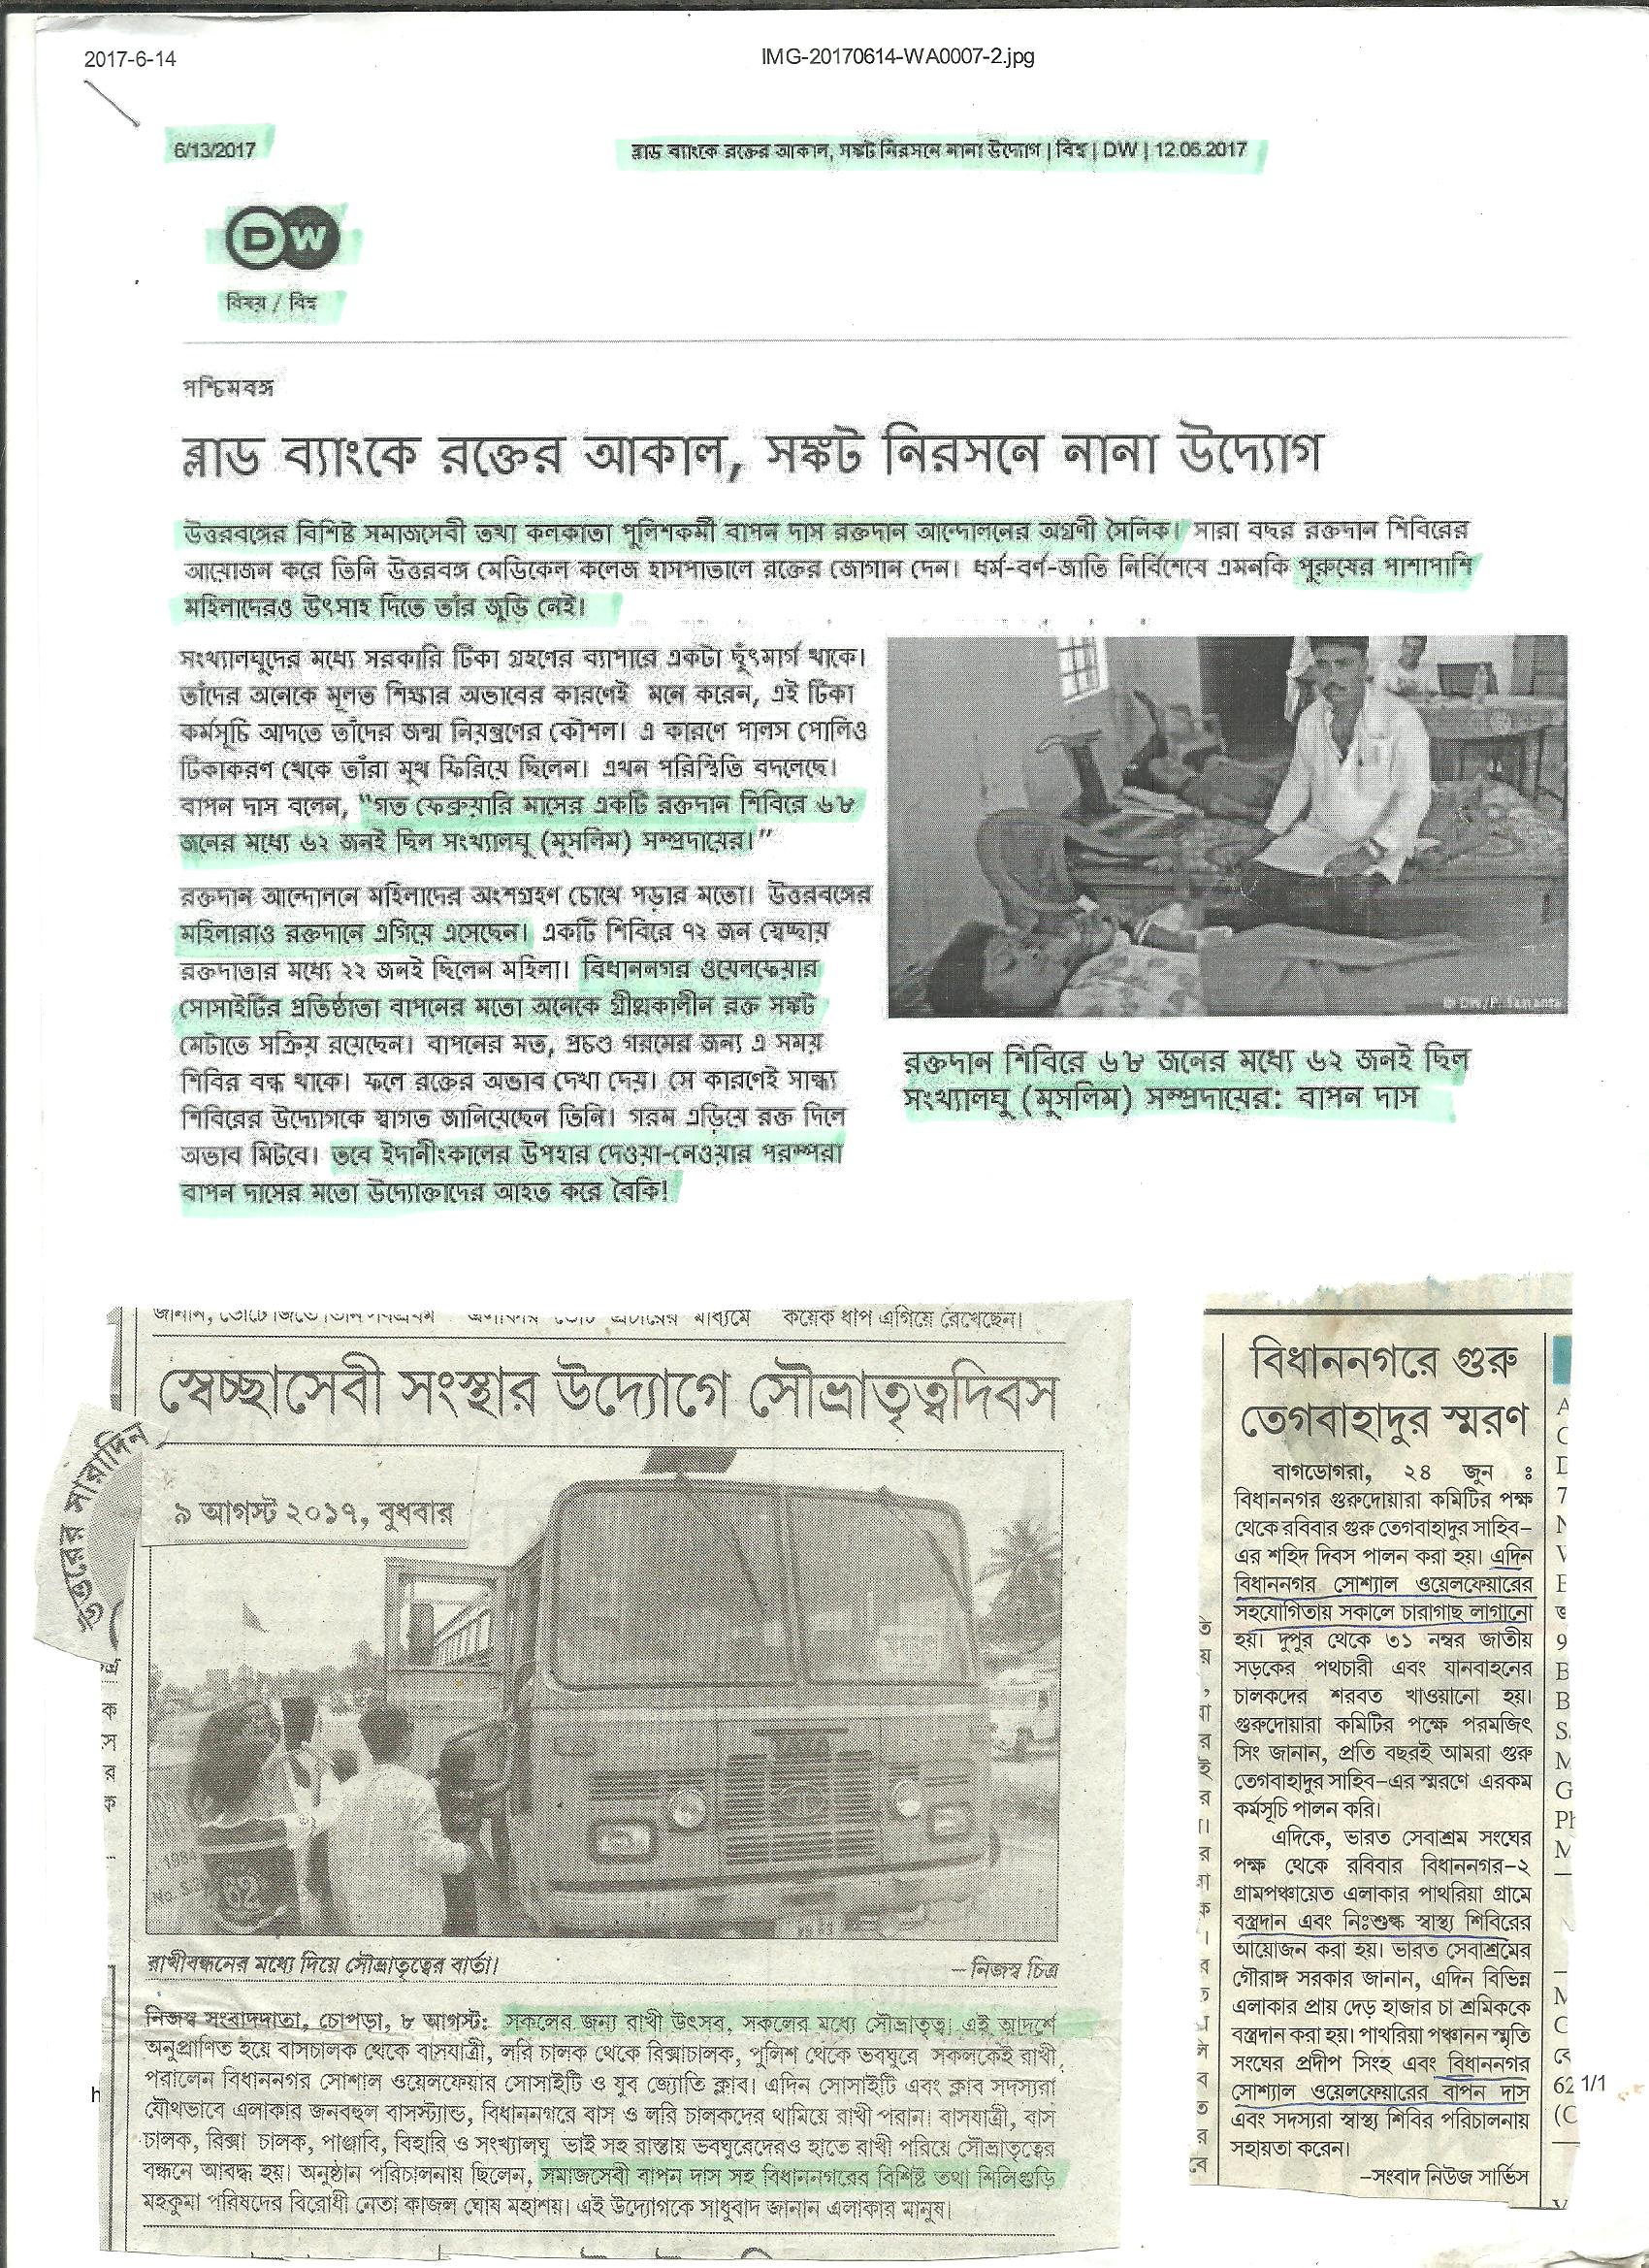 2017-6-14
IMG-20170614-WA0007-2.jpg
6/13/2017
ব্লাড ব্যাংকে রক্তের আকাল, সঙ্কট নিরসনে নানা উদ্যোগ | বিশ্ব | DW | 12.06.2017
DW
বিষয় / বিশ্ব
পশ্চিমবঙ্গ
ব্লাড ব্যাংকে রক্তের আকাল, সঙ্কট নিরসনে নানা উদ্যোগ
উত্তরবঙ্গের বিশিষ্ট সমাজসেবী তথা কলকাতা পুলিশকর্মী বাপন দাস রক্তদান আন্দোলনের অগ্রণী সৈনিক। সারা বছর রক্তদান শিবিরের
আয়োজন করে তিনি উত্তরবঙ্গ মেডিকেল কলেজ হাসপাতালে রক্তের জোগান দেন। ধর্ম-বর্ণ-জাতি নির্বিশেষে এমনকি পুরুষের পাশাপাশি
মহিলাদেরও উৎসাহ দিতে তাঁর জুড়ি নেই।
সংখ্যালঘুদের মধ্যে সরকারি টিকা গ্রহণের ব্যাপারে একটা ছুঁৎমার্গ থাকে।
তাঁদের অনেকে মূলত শিক্ষার অভাবের কারণেই মনে করেন, এই টিকা
কর্মসূচি আদতে তাঁদের জন্ম নিয়ন্ত্রণের কৌশল। এ কারণে পালস পোলিও
টিকাকরণ থেকে তাঁরা মুখ ফিরিয়ে ছিলেন। এখন পরিস্থিতি বদলেছে।
বাপন দাস বলেন, "গত ফেব্রুয়ারি মাসের একটি রক্তদান শিবিরে ৬৮
জনের মধ্যে ৬২ জনই ছিল সংখ্যালঘু (মুসলিম) সম্প্রদায়ের।"
রক্তদান আন্দোলনে মহিলাদের অংশগ্রহণ চোখে পড়ার মতো। উত্তরবঙ্গের
মহিলারাও রক্তদানে এগিয়ে এসেছেন। একটি শিবিরে ৭২ জন স্বেচ্ছায়
রক্তদাতার মধ্যে ২২ জনই ছিলেন মহিলা। বিধাননগর ওয়েলফেয়ার
সোসাইটির প্রতিষ্ঠাতা বাপনের মতো অনেকে গ্রীষ্মকালীন রক্ত সঙ্কট
মেটাতে সক্রিয় রয়েছেন। বাপনের মত, প্রচণ্ড গরমের জন্য এ সময়
শিবির বন্ধ থাকে। ফলে রক্তের অভাব দেখা দেয়। সে কারণেই সান্ধ্য
শিবিরের উদ্যোগকে স্বাগত জানিয়েছেন তিনি। গরম এড়িয়ে রক্ত দিলে
অভাব মিটবে। তবে ইদানীংকালের উপহার দেওয়া-নেওয়ার পরম্পরা
বাপন দাসের মতো উদ্যোক্তাদের আহত করে বৈকি!
© DW/P. Samanta
রক্তদান শিবিরে ৬৮ জনের মধ্যে ৬২ জনই ছিল
সংখ্যালঘু (মুসলিম) সম্প্রদায়ের: বাপন দাস
মাধ্যমে কয়েক ধাপ এগিয়ে রেখেছেন।
স্বেচ্ছাসেবী সংস্থার উদ্যোগে সৌভ্রাতৃত্বদিবস
উত্তরের সারাদিন
৯ আগস্ট ২০১৭, বুধবার
রাখীবন্ধনের মধ্যে দিয়ে সৌভ্রাতৃত্বের বার্তা। – নিজস্ব চিত্র
নিজস্ব সংবাদদাতা, চোপড়া, ৮ আগস্ট: সকলের জন্য রাখী উৎসব, সকলের মধ্যে সৌভ্রাতৃত্ব। এই আদর্শে
অনুপ্রাণিত হয়ে বাসচালক থেকে বাসযাত্রী, লরি চালক থেকে রিক্সাচালক, পুলিশ থেকে ভবঘুরে সকলকেই রাখী
পরালেন বিধাননগর সোশাল ওয়েলফেয়ার সোসাইটি ও যুব জ্যোতি ক্লাব। এদিন সোসাইটি এবং ক্লাব সদস্যরা
যৌথভাবে এলাকার জনবহুল বাসস্ট্যান্ড, বিধাননগরে বাস ও লরি চালকদের থামিয়ে রাখী পরান। বাসযাত্রী, বাস
চালক, রিক্সা চালক, পাঞ্জাবি, বিহারি ও সংখ্যালঘু ভাই সহ রাস্তায় ভবঘুরেদেরও হাতে রাখী পরিয়ে সৌভ্রাতৃত্বের
বন্ধনে আবদ্ধ হয়। অনুষ্ঠান পরিচালনায় ছিলেন, সমাজসেবী বাপন দাস সহ বিধাননগরের বিশিষ্ট তথা শিলিগুড়ি
মহকুমা পরিষদের বিরোধী নেতা কাজল ঘোষ মহাশয়। এই উদ্যোগকে সাধুবাদ জানান এলাকার মানুষ।
বিধাননগরে গুরু
তেগবাহাদুর স্মরণ
বাগডোগরা, ২৪ জুন ঃ
বিধাননগর গুরুদোয়ারা কমিটির পক্ষ
থেকে রবিবার গুরু তেগবাহাদুর সাহিব-
এর শহিদ দিবস পালন করা হয়। এদিন
বিধাননগর সোশ্যাল ওয়েলফেয়ারের
সহযোগিতায় সকালে চারাগাছ লাগানো
হয়। দুপুর থেকে ৩১ নম্বর জাতীয়
সড়কের পথচারী এবং যানবাহনের
চালকদের শরবত খাওয়ানো হয়।
গুরুদোয়ারা কমিটির পক্ষে পরমজিৎ
সিং জানান, প্রতি বছরই আমরা গুরু
তেগবাহাদুর সাহিব-এর স্মরণে এরকম
কর্মসূচি পালন করি।
এদিকে, ভারত সেবাশ্রম সংঘের
পক্ষ থেকে রবিবার বিধাননগর-২
গ্রামপঞ্চায়েত এলাকার পাথরিয়া গ্রামে
বস্ত্রদান এবং নিঃশুল্ক স্বাস্থ্য শিবিরের
আয়োজন করা হয়। ভারত সেবাশ্রমের
গৌরাঙ্গ সরকার জানান, এদিন বিভিন্ন
এলাকার প্রায় দেড় হাজার চা শ্রমিককে
বস্ত্রদান করা হয়। পাথরিয়া পঞ্চানন স্মৃতি
সংঘের প্রদীপ সিংহ এবং বিধাননগর
সোশ্যাল ওয়েলফেয়ারের বাপন দাস
এবং সদস্যরা স্বাস্থ্য শিবির পরিচালনায়
সহায়তা করেন।
–সংবাদ নিউজ সার্ভিস
1/1